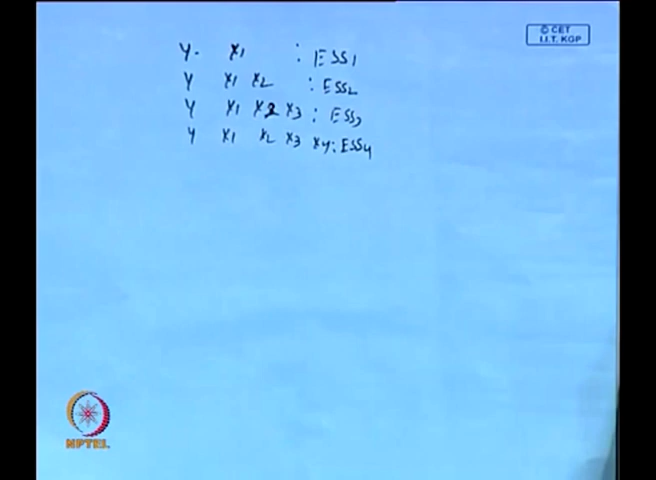 © CET
I.I.T. KGP
Y. X1 : ESS1
Y X1 X2 : ESS2
Y X1 X2 X3 : ESS3
Y X1 X2 X3 X4 : ESS4
NPTEL